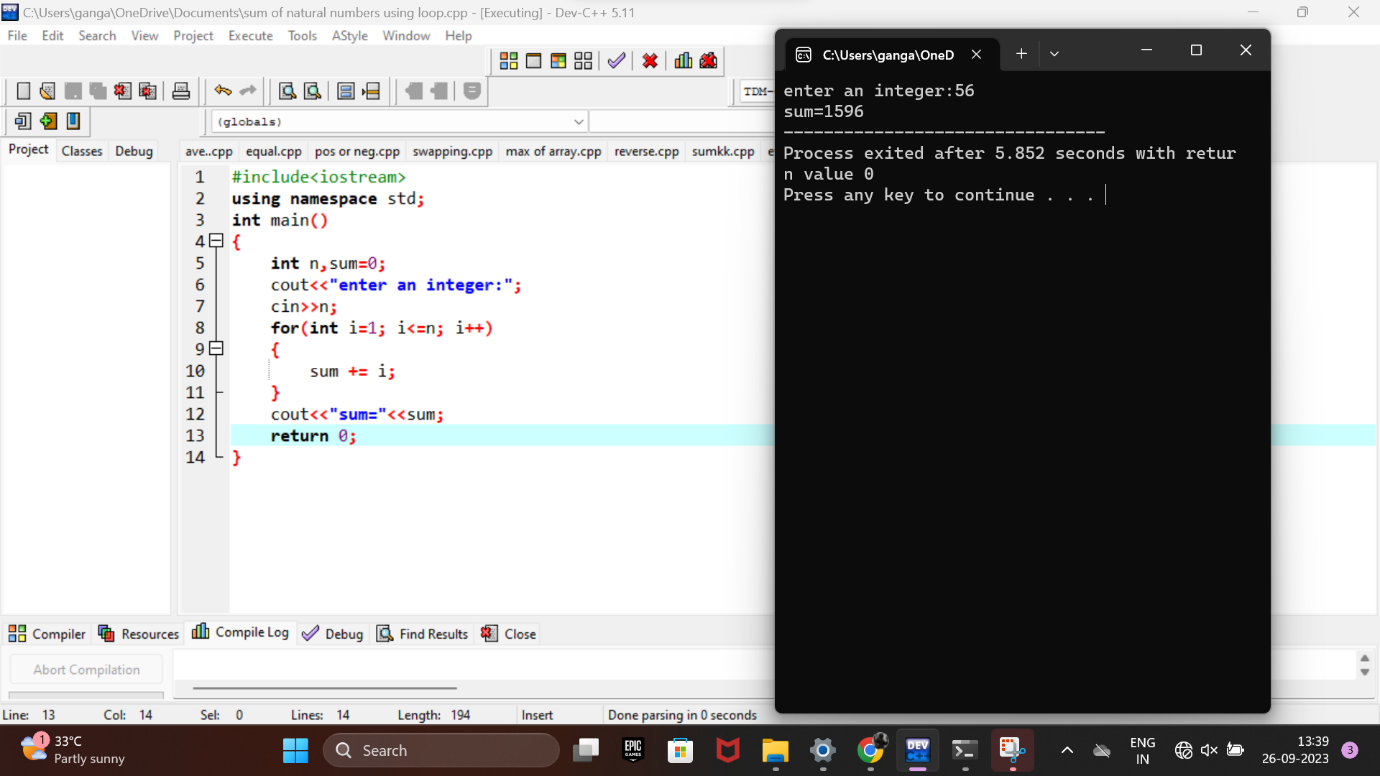 C:\Users\ganga\OneDrive\Documents\sum of natural numbers using loop.cpp - [Executing] - Dev-C++ 5.11
File Edit Search View Project Execute Tools AStyle Window Help
TDM-
(globals)
Project Classes Debug
ave..cpp equal.cpp pos or neg.cpp swapping.cpp max of array.cpp reverse.cpp sumkk.cpp
1 #include<iostream>
2 using namespace std;
3 int main()
4 {
5 int n,sum=0;
6 cout<<"enter an integer:";
7 cin>>n;
8 for(int i=1; i<=n; i++)
9 {
10 sum += i;
11 }
12 cout<<"sum="<<sum;
13 return 0;
14 }
C:\Users\ganga\OneD
enter an integer:56
sum=1596
--------------------------------
Process exited after 5.852 seconds with retur
n value 0
Press any key to continue . . .
Compiler Resources Compile Log Debug Find Results Close
Abort Compilation
Line: 13 Col: 14 Sel: 0 Lines: 14 Length: 194 Insert Done parsing in 0 seconds
1
33°C
Partly sunny
Search
EPIC
GAMES
DEV
C++
ENG
IN
13:39
26-09-2023
3